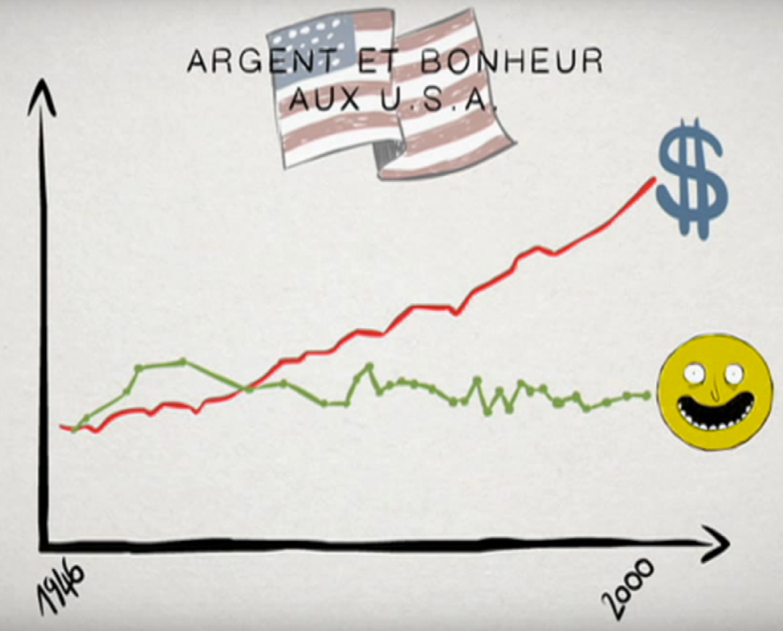 ARGENT ET BONHEUR
AUX U.S.A.
$
1946
2000